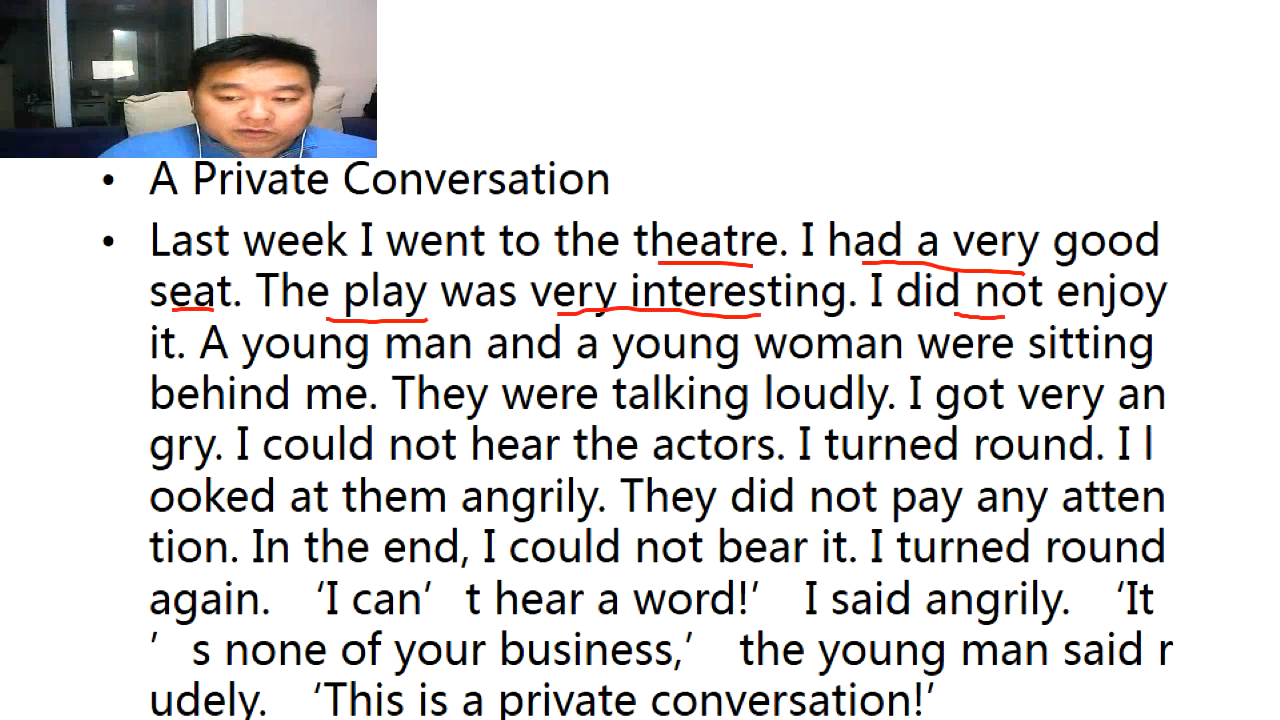 • A Private Conversation
• Last week I went to the theatre. I had a very good
seat. The play was very interesting. I did not enjoy
it. A young man and a young woman were sitting
behind me. They were talking loudly. I got very an
gry. I could not hear the actors. I turned round. I l
ooked at them angrily. They did not pay any atten
tion. In the end, I could not bear it. I turned round
again. ‘I can’ t hear a word!’ I said angrily. ‘It
’ s none of your business,’ the young man said r
udely. ‘This is a private conversation!’